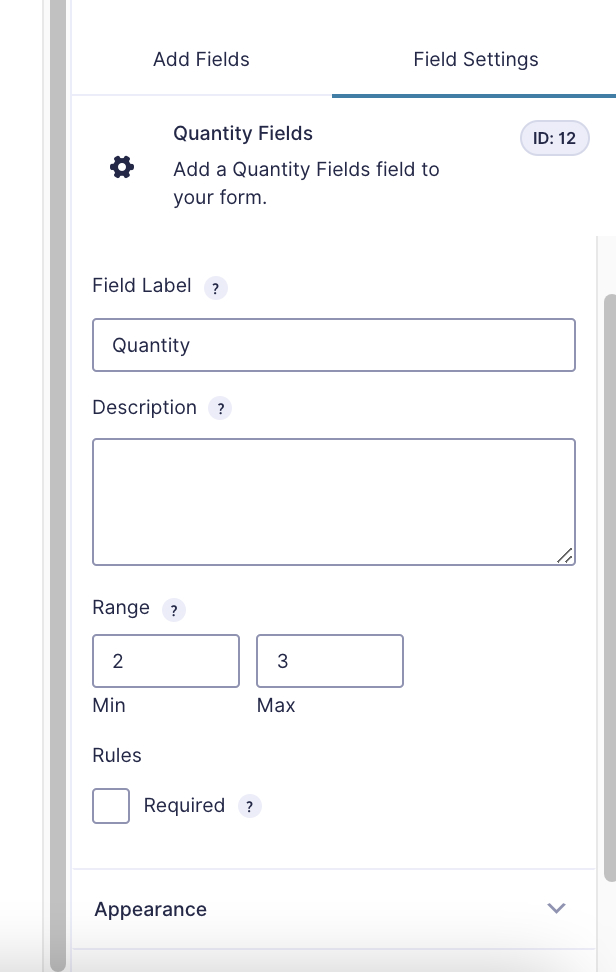 Add Fields
Field Settings
Quantity Fields
ID: 12
Add a Quantity Fields field to
your form.
Field Label ?
Quantity
Description ?
Range ?
2
3
Min
Max
Rules
Required ?
Appearance